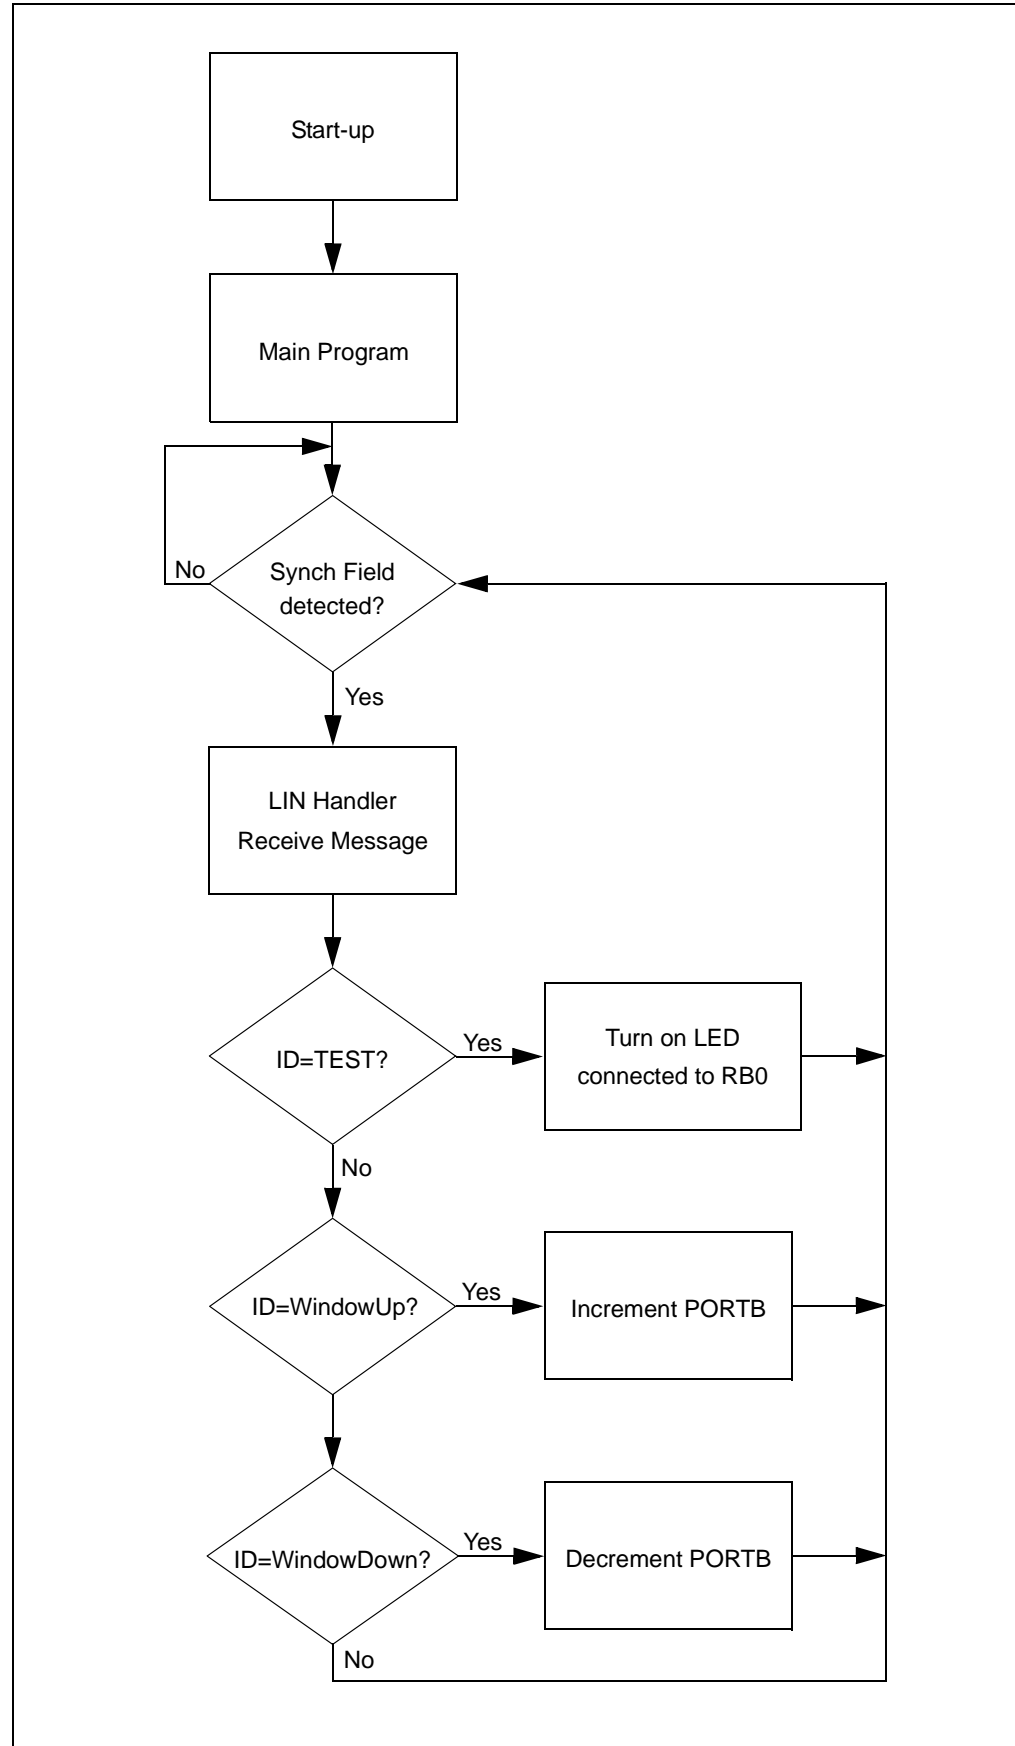 Start-up
Main Program
No
Synch Field
detected?
Yes
LIN Handler
Receive Message
ID=TEST?
Yes
Turn on LED
connected to RB0
No
ID=WindowUp?
Yes
Increment PORTB
ID=WindowDown?
Yes
Decrement PORTB
No